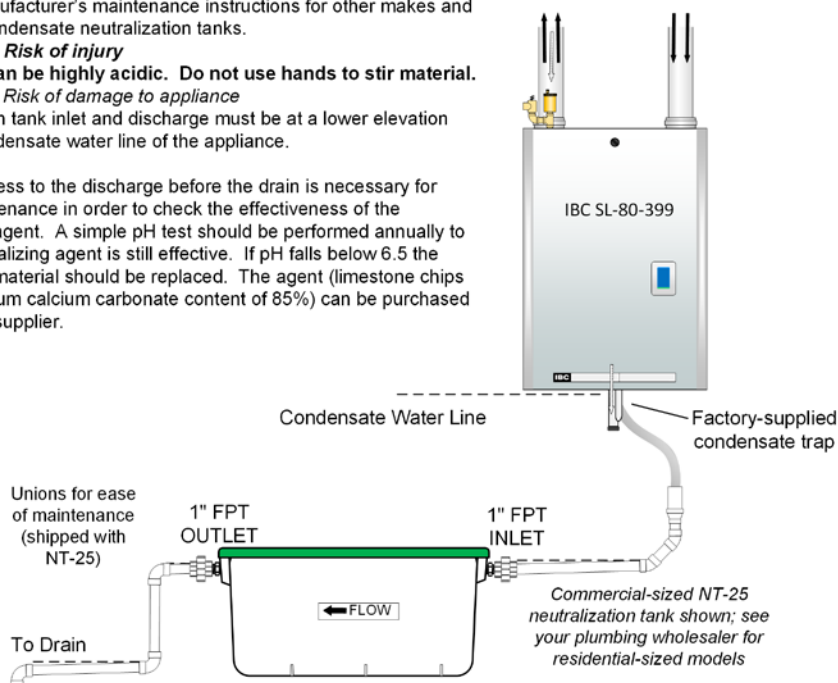 ufacturer's maintenance instructions for other makes and
ondensate neutralization tanks.
Risk of injury
an be highly acidic. Do not use hands to stir material.
Risk of damage to appliance
n tank inlet and discharge must be at a lower elevation
densate water line of the appliance.
ess to the discharge before the drain is necessary for
enance in order to check the effectiveness of the
agent. A simple pH test should be performed annually to
alizing agent is still effective. If pH falls below 6.5 the
material should be replaced. The agent (limestone chips
um calcium carbonate content of 85%) can be purchased
supplier.
IBC SL-80-399
IBC
Condensate Water Line
Factory-supplied
condensate trap
Unions for ease
of maintenance
(shipped with
NT-25)
1" FPT
OUTLET
1" FPT
INLET
FLOW
Commercial-sized NT-25
neutralization tank shown; see
your plumbing wholesaler for
residential-sized models
To Drain